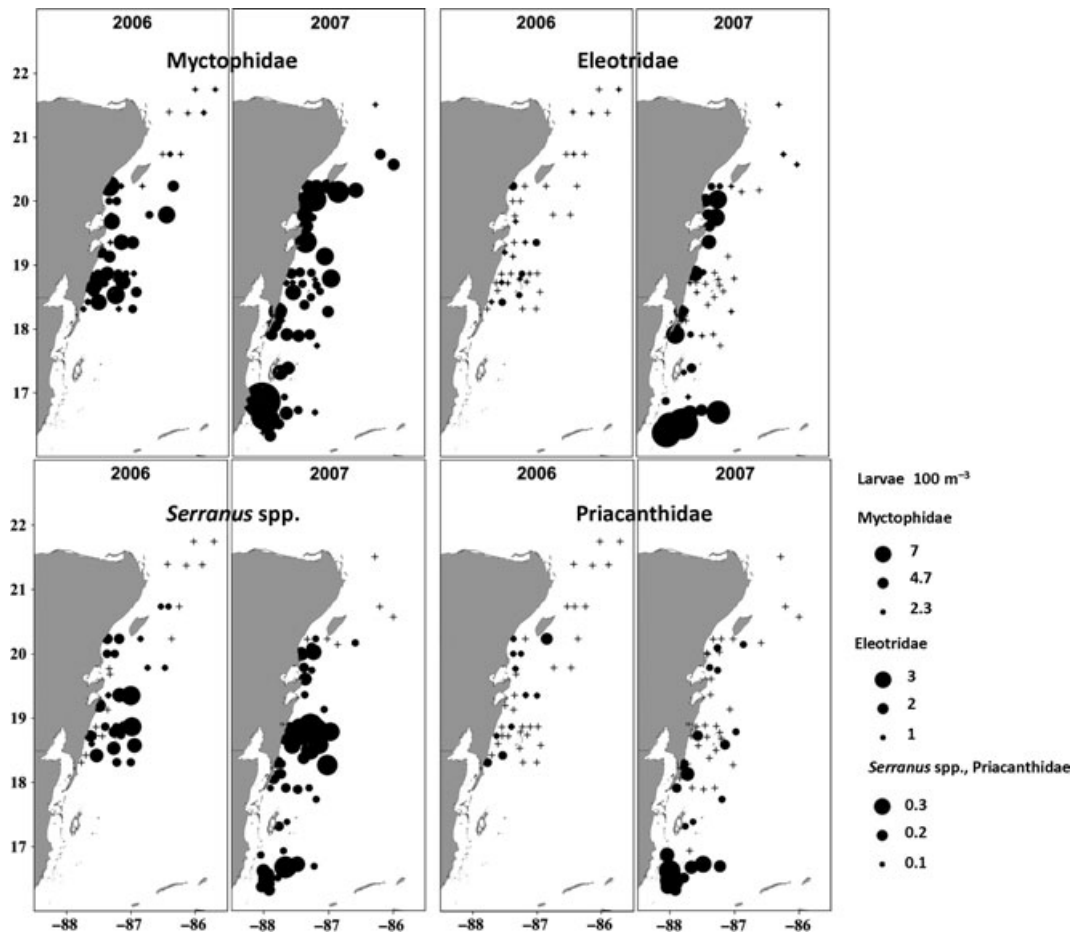 2006 2007 2006 2007
Myctophidae Eleotridae
22
21
20
19
18
17
2006 2007 2006 2007
Serranus spp. Priacanthidae
22
21
20
19
18
17
−88 −87 −86 −88 −87 −86 −88 −87 −86 −88 −87 −86
Larvae 100 m⁻³
Myctophidae
7
4.7
2.3
Eleotridae
3
2
1
Serranus spp., Priacanthidae
0.3
0.2
0.1